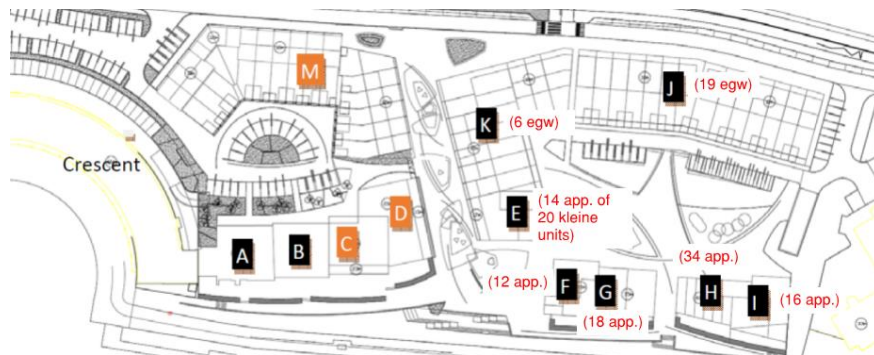 M
J
(19 egw)
K
(6 egw)
Crescent
D
E
(14 app. of
20 kleine
units)
A
B
C
(34 app.)
(12 app.)
F
G
H
I
(16 app.)
(18 app.)